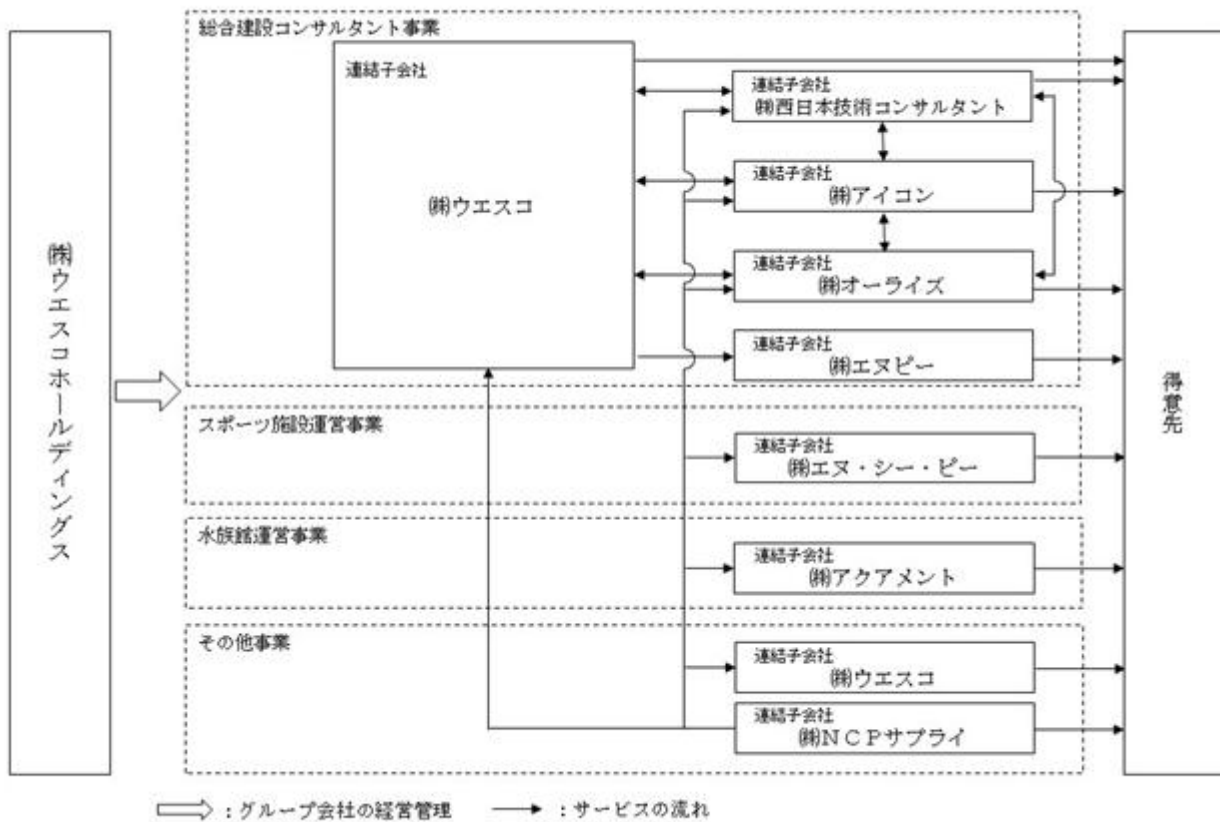 ㈱ウエスコホールディングス
総合建設コンサルタント事業
連結子会社
㈱ウエスコ
連結子会社
㈱西日本技術コンサルタント
連結子会社
㈱アイコン
連結子会社
㈱オーライズ
連結子会社
㈱エヌピー
スポーツ施設運営事業
連結子会社
㈱エヌ・シー・ピー
水族館運営事業
連結子会社
㈱アクアメント
その他事業
連結子会社
㈱ウエスコ
連結子会社
㈱ＮＣＰサプライ
得意先
：グループ会社の経営管理
：サービスの流れ